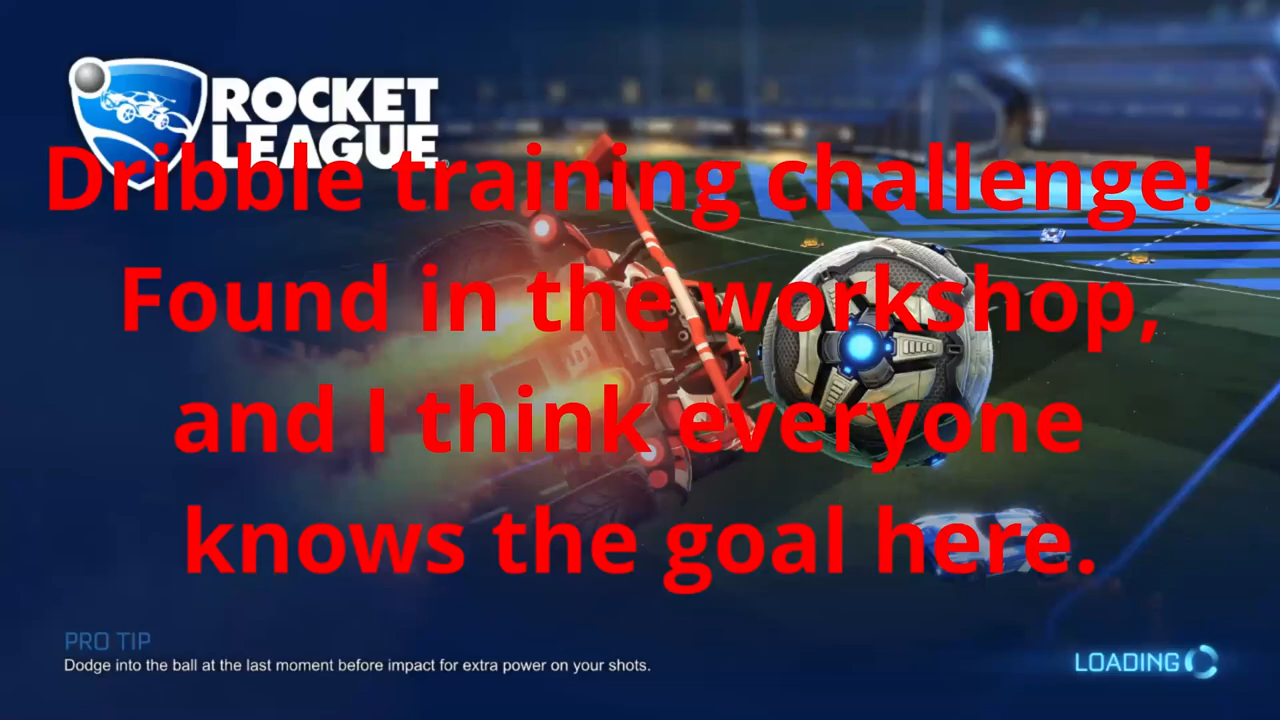 ROCKET
LEAGUE
Dribble training challenge!
Found in the workshop,
and I think everyone
knows the goal here.
PRO TIP
Dodge into the ball at the last moment before impact for extra power on your shots.
LOADING